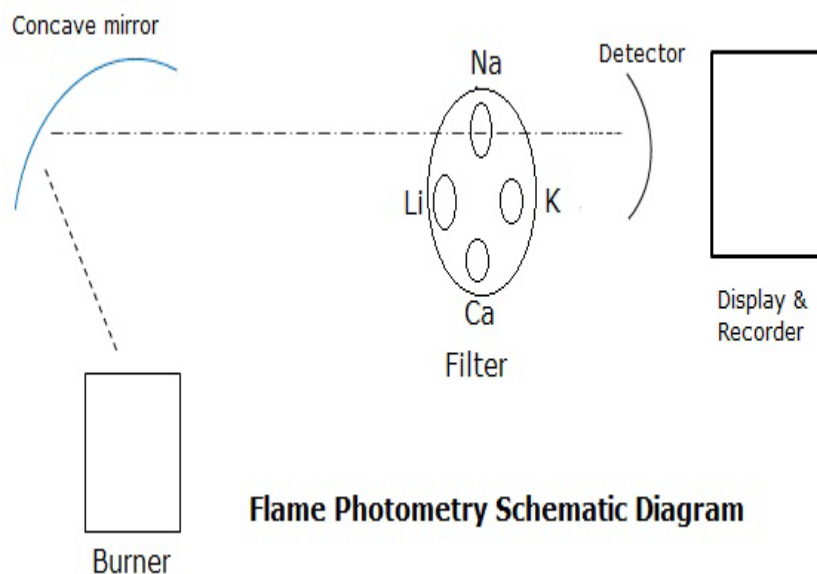 Concave mirror
Na
Detector
Li
K
Ca
Filter
Display &
Recorder
Flame Photometry Schematic Diagram
Burner